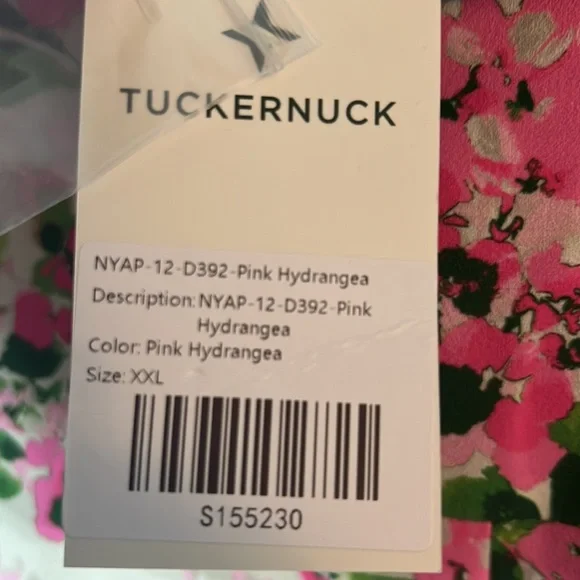 TUCKERNUCK
NYAP-12-D392-Pink Hydrangea
Description: NYAP-12-D392-Pink
Hydrangea
Color: Pink Hydrangea
Size: XXL
S155230